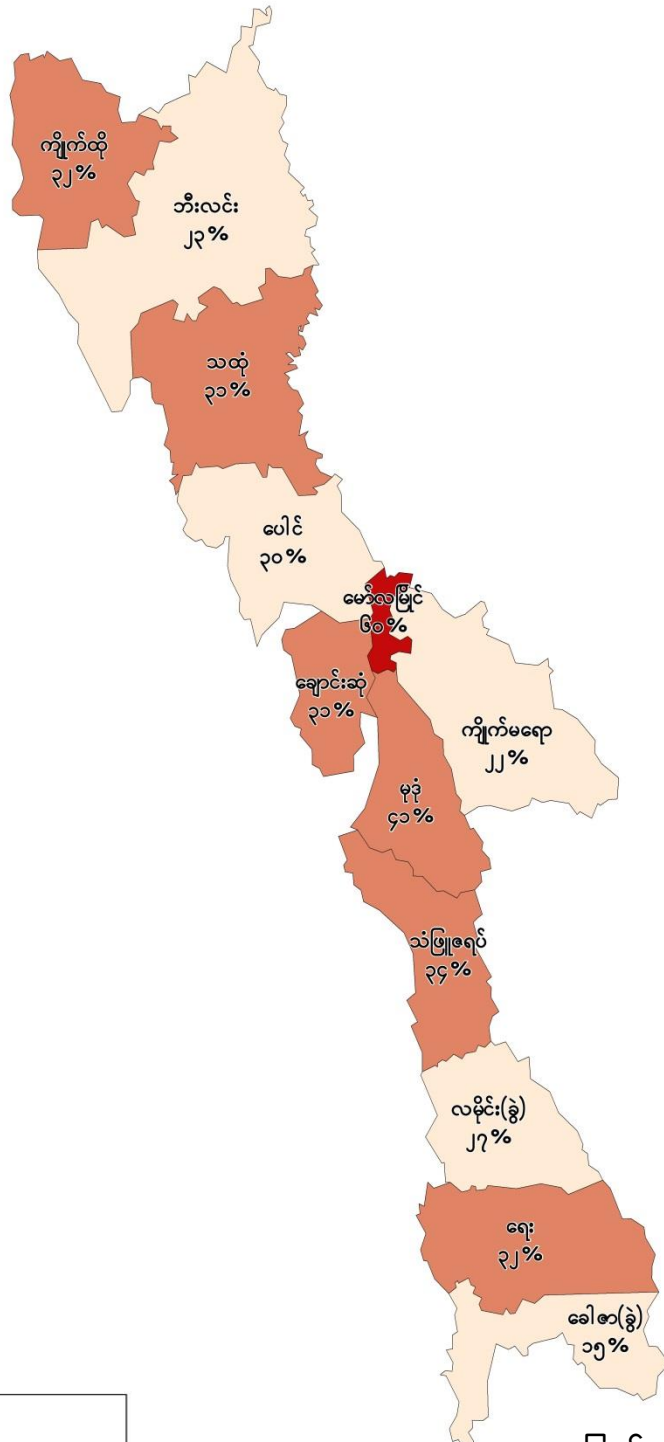 ကျိုက်ထို
၃၂%
ဘီးလင်း
၂၃%
သထုံ
၃၁%
ပေါင်
၃၀%
မော်လမြိုင်
၆၀%
ချောင်းဆုံ
၃၁%
ကျိုက်မရော
၂၂%
မုဒုံ
၄၁%
သံဖြူဇရပ်
၃၄%
လမိုင်း(ခွဲ)
၂၇%
ရေး
၃၂%
ခေါဇာ(ခွဲ)
၁၅%